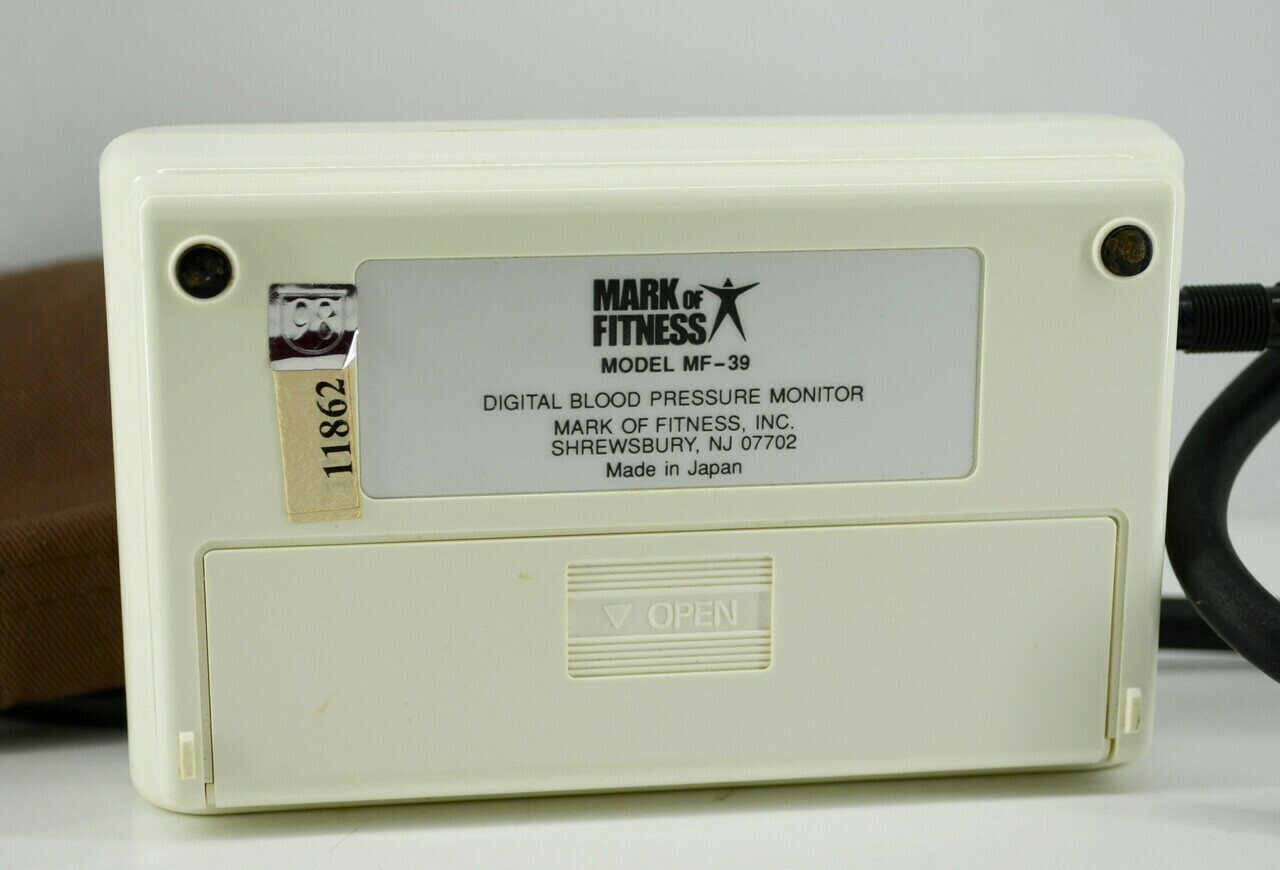 MARK OF
FITNESS
MODEL MF-39
DIGITAL BLOOD PRESSURE MONITOR
MARK OF FITNESS, INC.
SHREWSBURY, NJ 07702
Made in Japan
11862
▽ OPEN